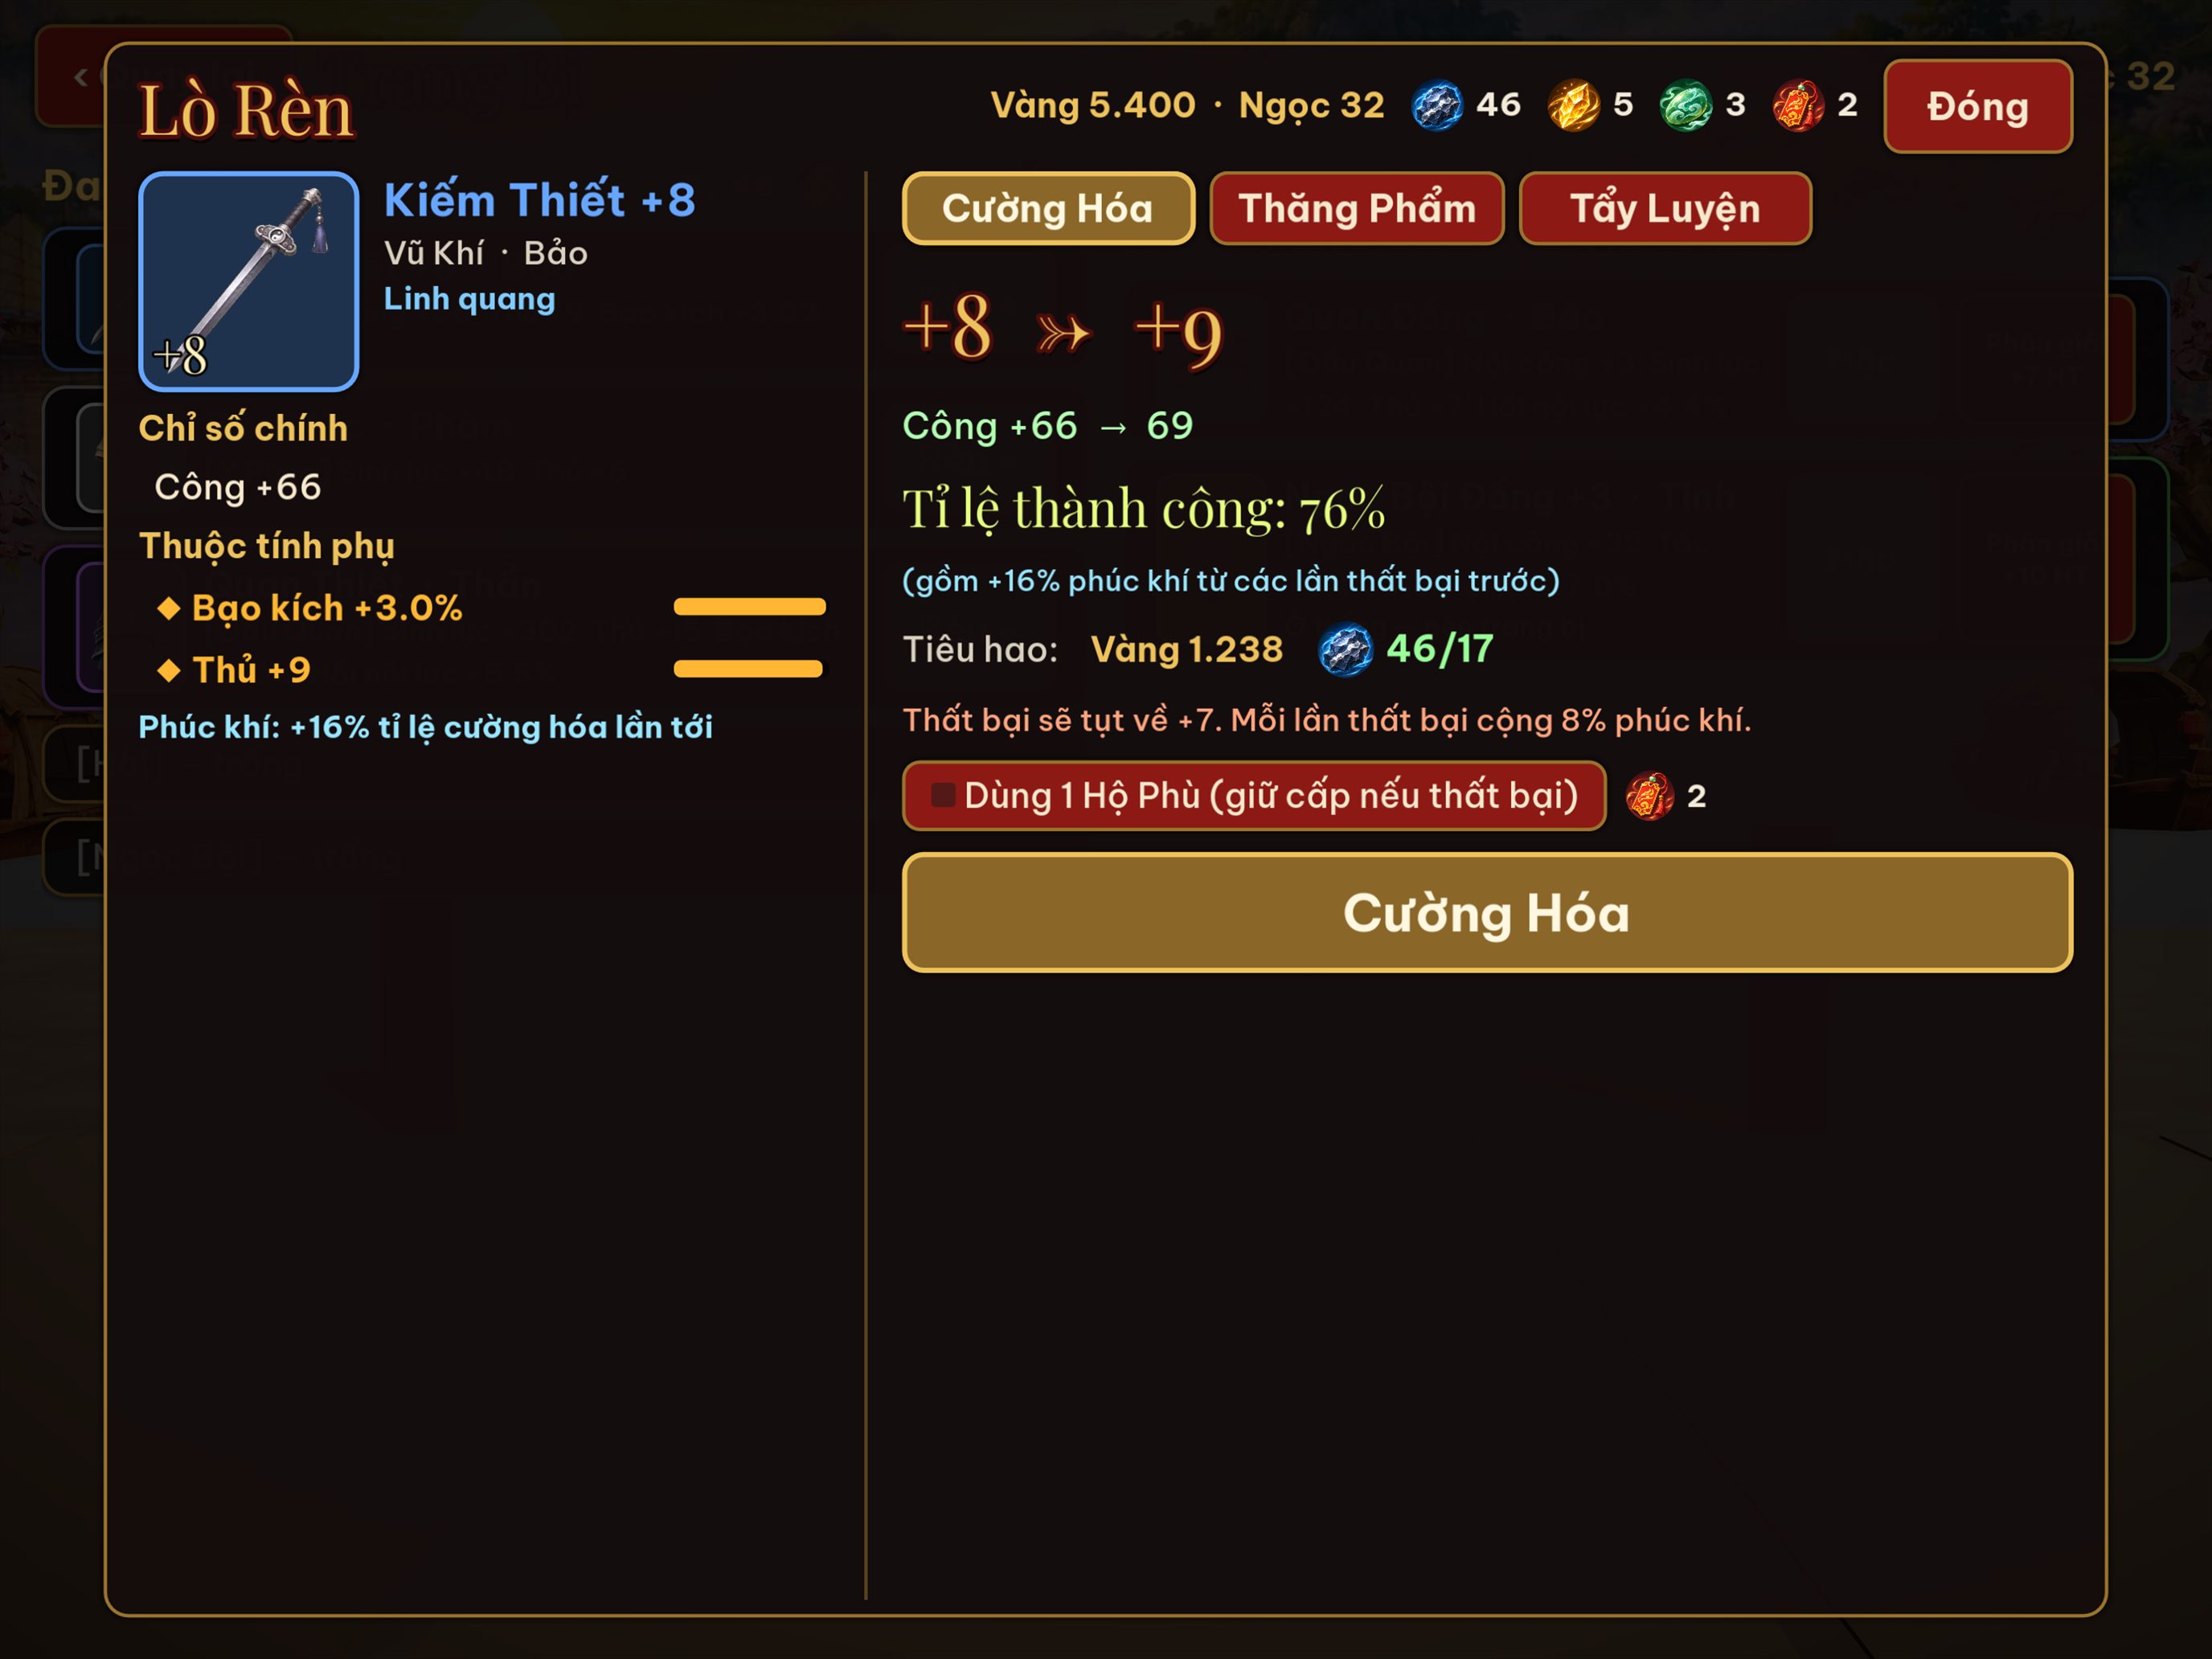 Lò Rèn
Vàng 5.400 · Ngọc 32 46 5 3 2
Đóng
Kiếm Thiết +8
Vũ Khí · Bảo
Linh quang
+8
Chỉ số chính
Công +66
Thuộc tính phụ
◆ Bạo kích +3.0%
◆ Thủ +9
Phúc khí: +16% tỉ lệ cường hóa lần tới
Cường Hóa
Thăng Phẩm
Tẩy Luyện
+8 ➳ +9
Công +66 → 69
Tỉ lệ thành công: 76%
(gồm +16% phúc khí từ các lần thất bại trước)
Tiêu hao: Vàng 1.238 46/17
Thất bại sẽ tụt về +7. Mỗi lần thất bại cộng 8% phúc khí.
Dùng 1 Hộ Phù (giữ cấp nếu thất bại) 2
Cường Hóa
32